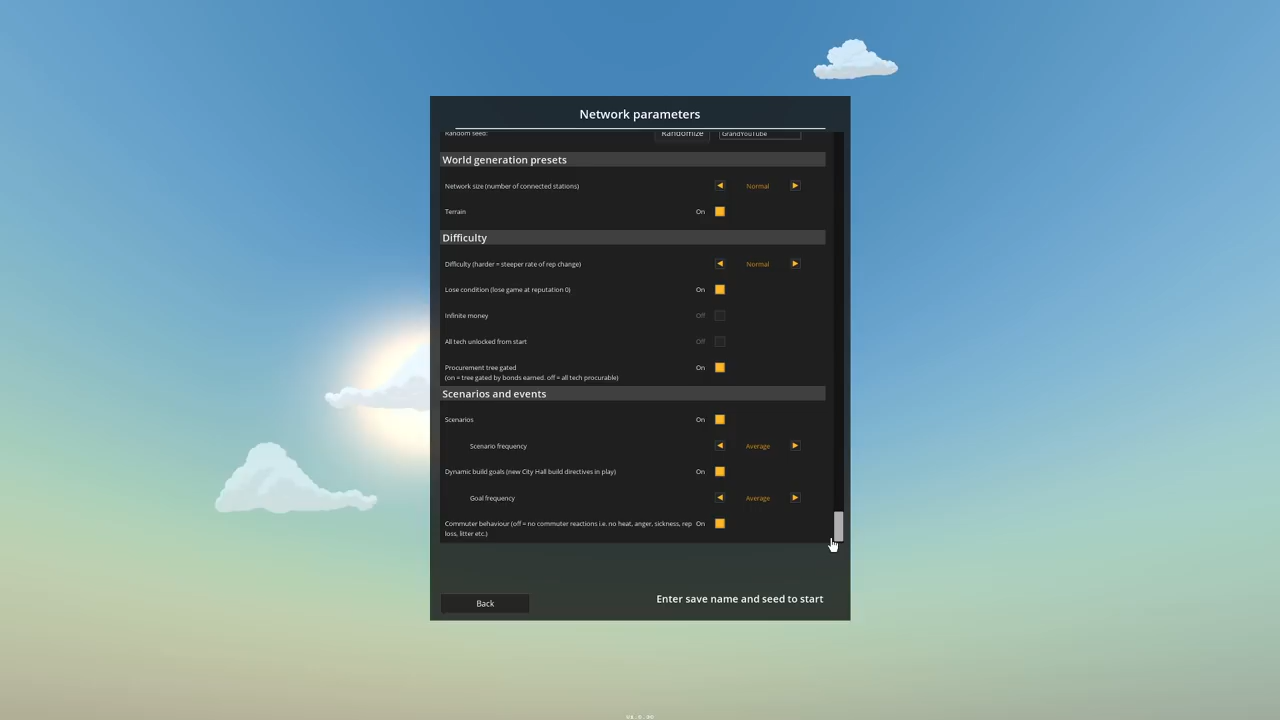 Network parameters
Random seed: Randomize GrandYouTube
World generation presets
Network size (number of connected stations) Normal
Terrain On
Difficulty
Difficulty (harder = steeper rate of rep change) Normal
Lose condition (lose game at reputation 0) On
Infinite money Off
All tech unlocked from start Off
Procurement tree gated On
(on = tree gated by bonds earned. off = all tech procurable)
Scenarios and events
Scenarios On
Scenario frequency Average
Dynamic build goals (new City Hall build directives in play) On
Goal frequency Average
Commuter behaviour (off = no commuter reactions i.e. no heat, anger, sickness, rep On
loss, litter etc.)
Back Enter save name and seed to start